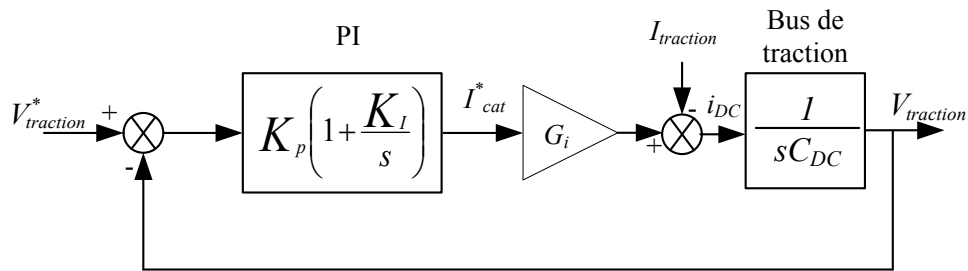 PI
Bus de
traction
I_traction
V*_traction
+
-
K_p(1+K_I/s)
I*_cat
G_i
+
-
i_DC
1/sC_DC
V_traction